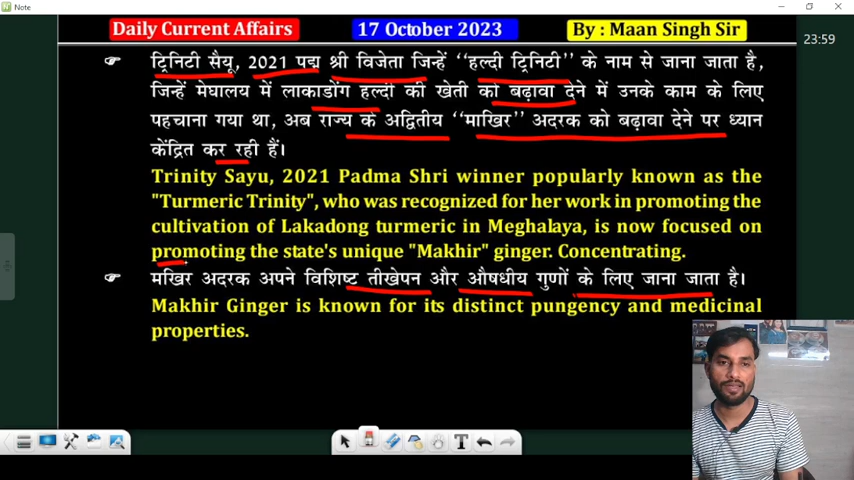 Note
Daily Current Affairs
17 October 2023
By : Maan Singh Sir
23:59
ट्रिनिटी सैयू, 2021 पद्म श्री विजेता जिन्हें ‘‘हल्दी ट्रिनिटी’’ के नाम से जाना जाता है,
जिन्हें मेघालय में लाकाडोंग हल्दी की खेती को बढ़ावा देने में उनके काम के लिए
पहचाना गया था, अब राज्य के अद्वितीय ‘‘माखिर’’ अदरक को बढ़ावा देने पर ध्यान
केंद्रित कर रही हैं।
Trinity Sayu, 2021 Padma Shri winner popularly known as the
"Turmeric Trinity", who was recognized for her work in promoting the
cultivation of Lakadong turmeric in Meghalaya, is now focused on
promoting the state's unique "Makhir" ginger. Concentrating.
मखिर अदरक अपने विशिष्ट तीखेपन और औषधीय गुणों के लिए जाना जाता है।
Makhir Ginger is known for its distinct pungency and medicinal
properties.